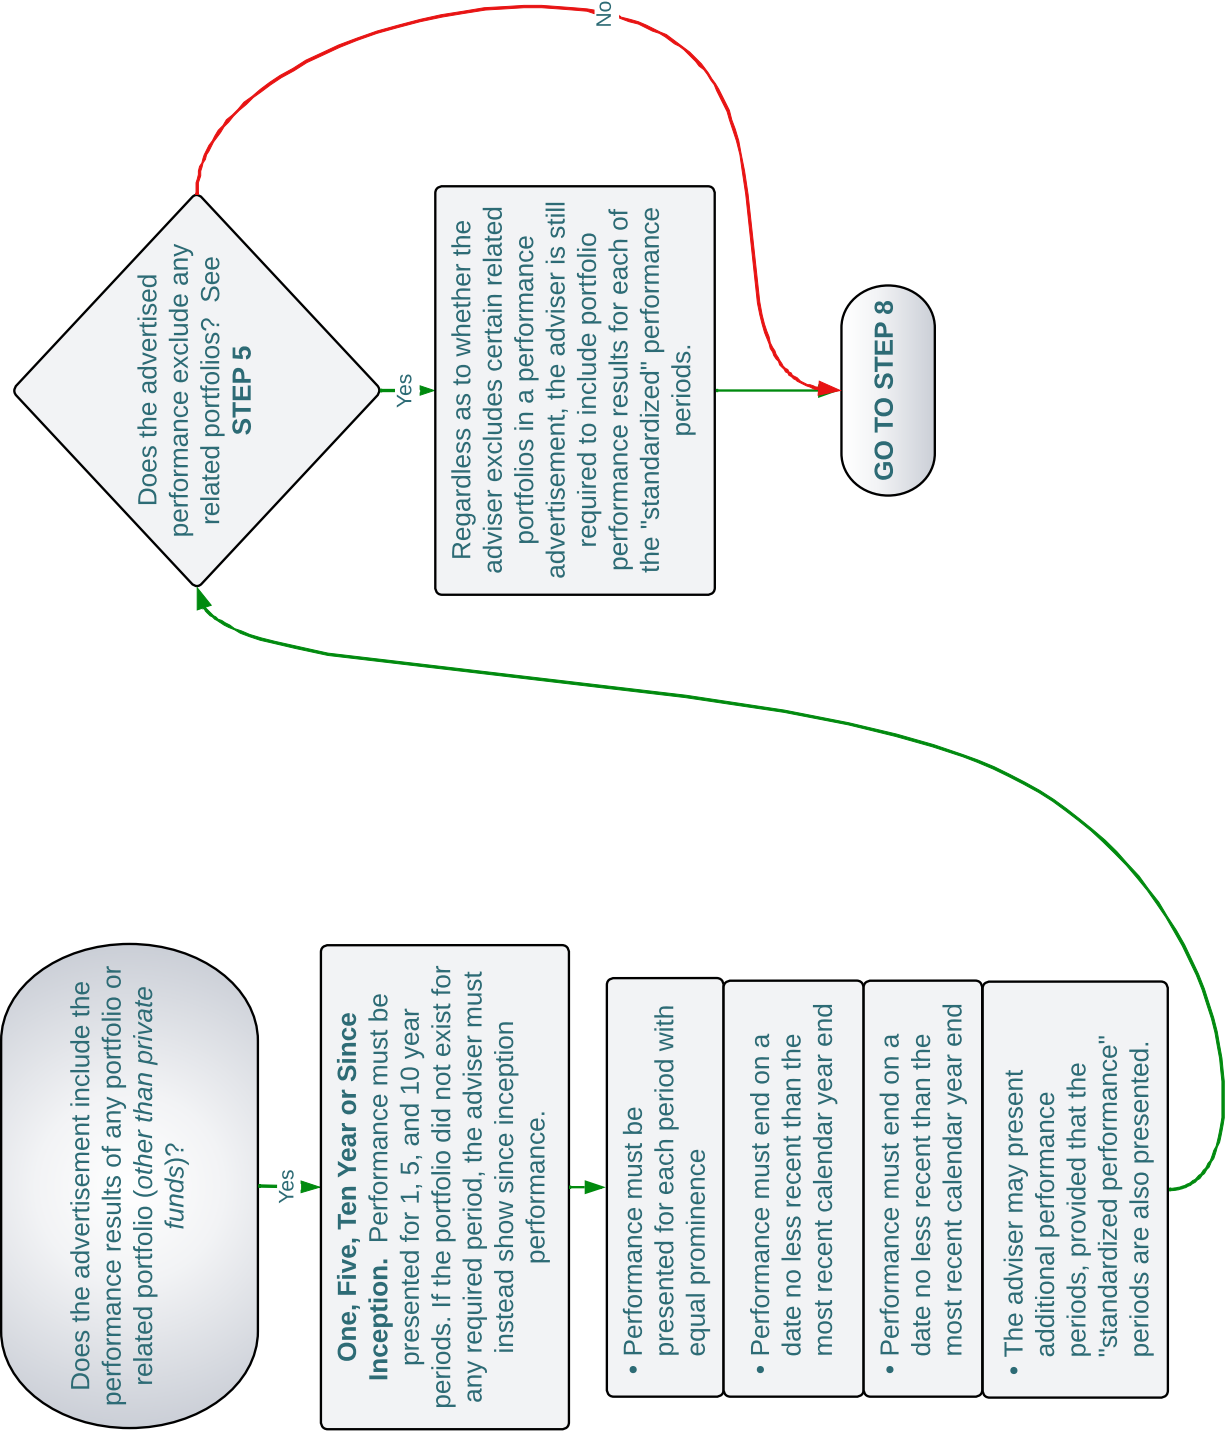 Does the advertisement include the
performance results of any portfolio or
related portfolio (other than private
funds)?
Yes
One, Five, Ten Year or Since
Inception.  Performance must be
presented for 1, 5, and 10 year
periods. If the portfolio did not exist for
any required period, the adviser must
instead show since inception
performance.
• Performance must be
presented for each period with
equal prominence
• Performance must end on a
date no less recent than the
most recent calendar year end
• Performance must end on a
date no less recent than the
most recent calendar year end
• The adviser may present
additional performance
periods, provided that the
"standardized performance"
periods are also presented.
Does the advertised
performance exclude any
related portfolios?  See
STEP 5
Yes
No
Regardless as to whether the
adviser excludes certain related
portfolios in a performance
advertisement, the adviser is still
required to include portfolio
performance results for each of
the "standardized" performance
periods.
GO TO STEP 8